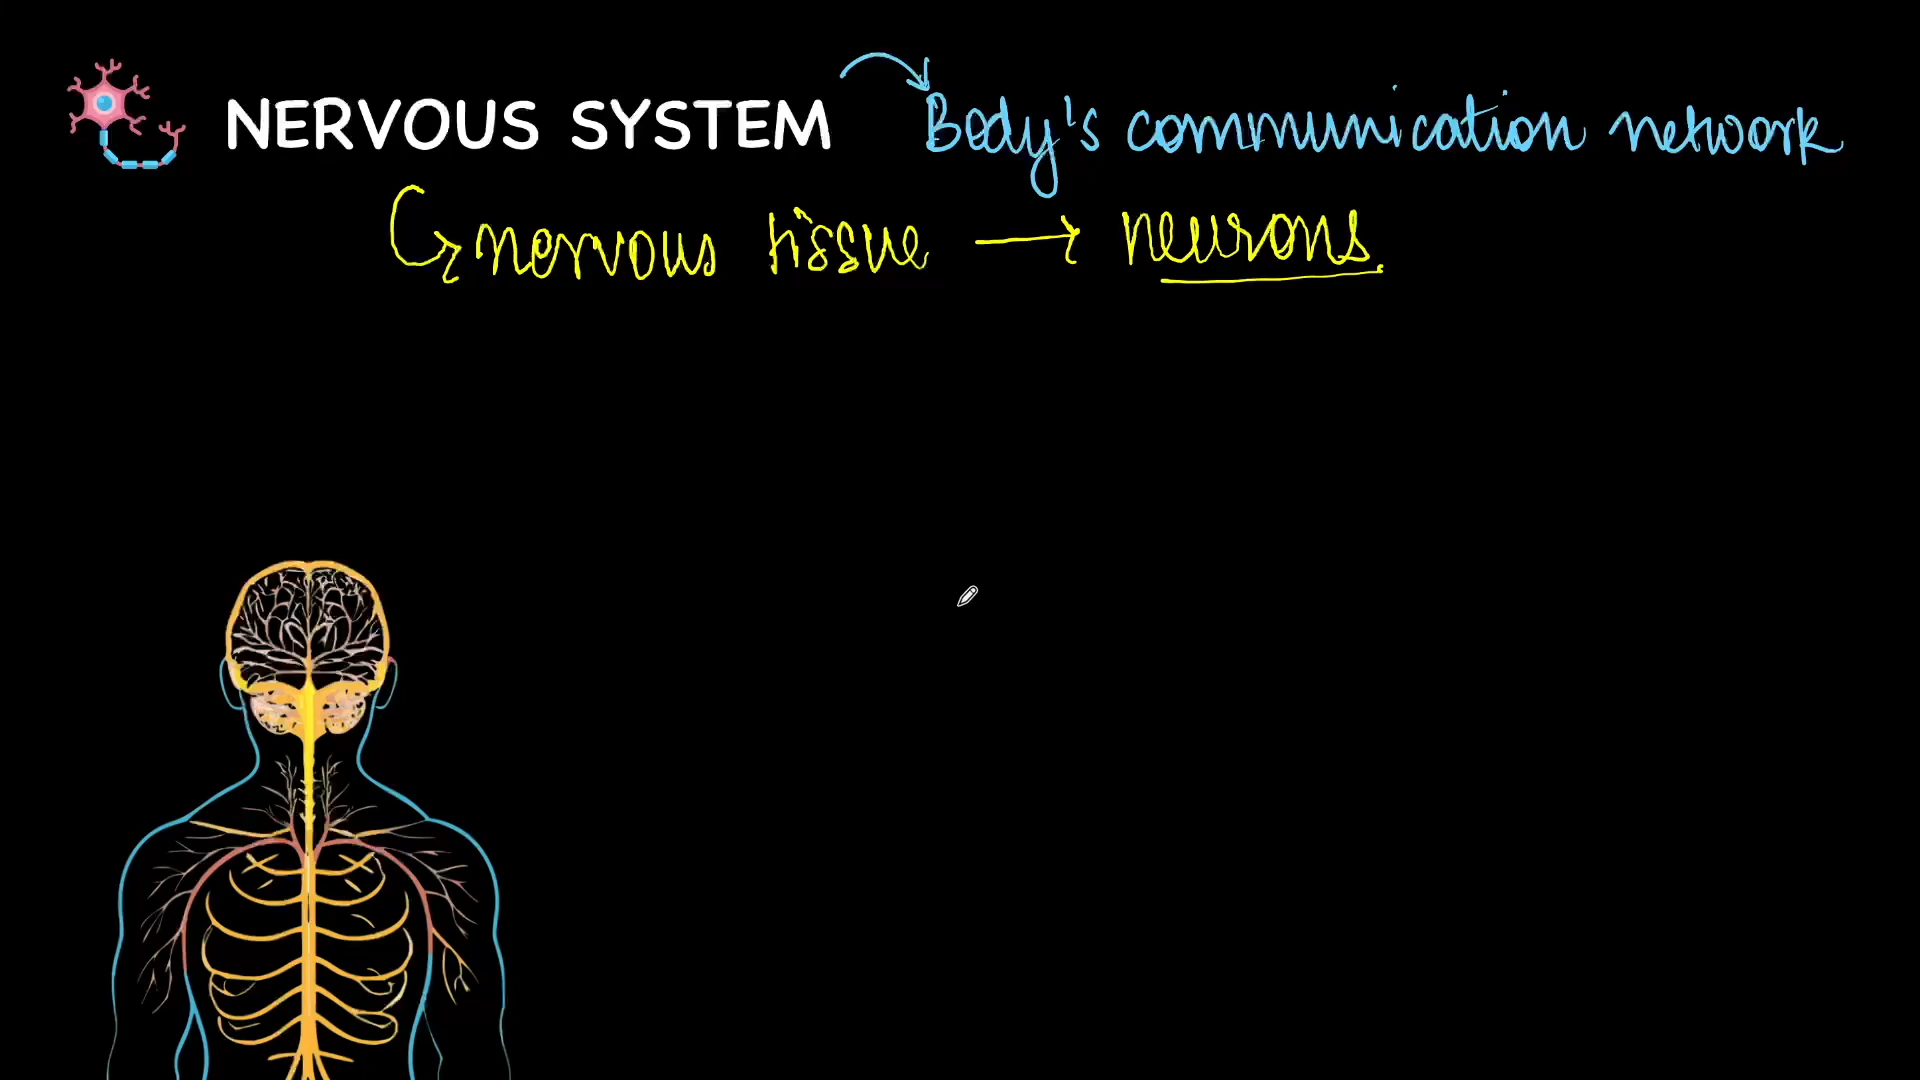 NERVOUS SYSTEM Body's communication network
nervous tissue → neurons